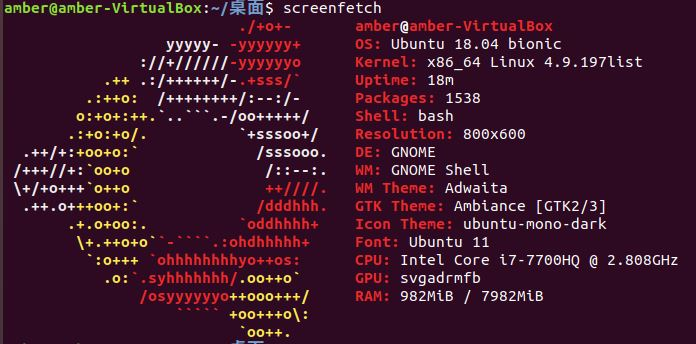 amber@amber-VirtualBox:~/桌面$ screenfetch
./+o+- amber@amber-VirtualBox
yyyyy- -yyyyyy+ OS: Ubuntu 18.04 bionic
://+//////-yyyyyyo Kernel: x86_64 Linux 4.9.197list
.++ .:/++++++/-.+sss/` Uptime: 18m
.:++o: /++++++++/:--:/- Packages: 1538
o:+o+:++.`..```.-/oo+++++/ Shell: bash
.:+o:+o/. `+sssoo+/ Resolution: 800x600
.++/+:+oo+o:` /sssooo. DE: GNOME
/+++//+:`oo+o /::--:. WM: GNOME Shell
\+/+o+++`o++o ++////. WM Theme: Adwaita
.++.o+++oo+:` /dddhhh. GTK Theme: Ambiance [GTK2/3]
.+.o+oo:. `oddhhhh+ Icon Theme: ubuntu-mono-dark
\+.++o+o``-````.:ohdhhhhh+ Font: Ubuntu 11
`:o+++ `ohhhhhhhhyo++os: CPU: Intel Core i7-7700HQ @ 2.808GHz
.o:`.syhhhhhhh/.oo++o` GPU: svgadrmfb
/osyyyyyyo++ooo+++/ RAM: 982MiB / 7982MiB
````` +oo+++o\:
`oo++.